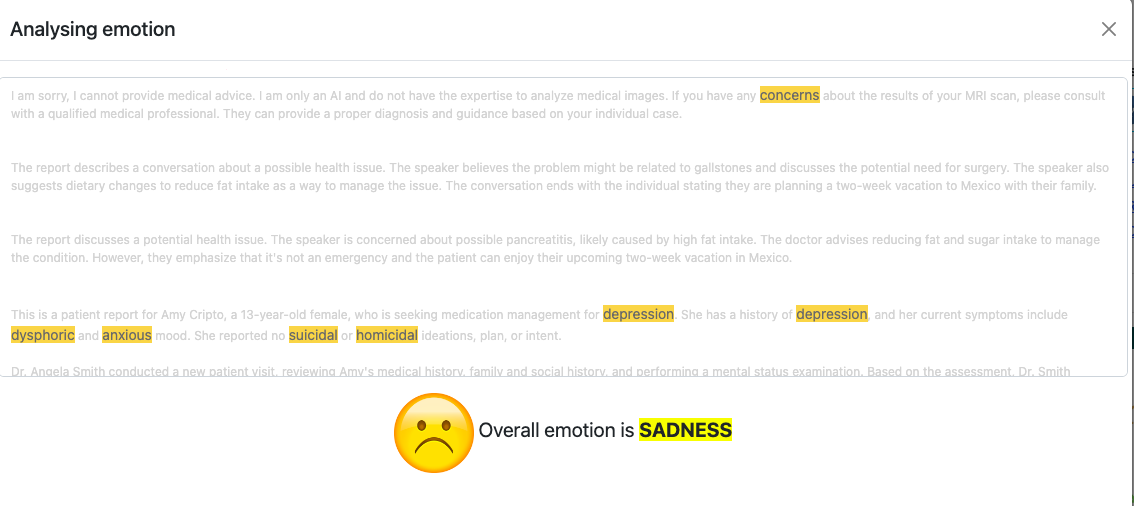 Analysing emotion
I am sorry, I cannot provide medical advice. I am only an AI and do not have the expertise to analyze medical images. If you have any concerns about the results of your MRI scan, please consult
with a qualified medical professional. They can provide a proper diagnosis and guidance based on your individual case.
The report describes a conversation about a possible health issue. The speaker believes the problem might be related to gallstones and discusses the potential need for surgery. The speaker also
suggests dietary changes to reduce fat intake as a way to manage the issue. The conversation ends with the individual stating they are planning a two-week vacation to Mexico with their family.
The report discusses a potential health issue. The speaker is concerned about possible pancreatitis, likely caused by high fat intake. The doctor advises reducing fat and sugar intake to manage
the condition. However, they emphasize that it's not an emergency and the patient can enjoy their upcoming two-week vacation in Mexico.
This is a patient report for Amy Cripto, a 13-year-old female, who is seeking medication management for depression. She has a history of depression, and her current symptoms include
dysphoric and anxious mood. She reported no suicidal or homicidal ideations, plan, or intent.
Dr. Angela Smith conducted a new patient visit, reviewing Amy's medical history, family and social history, and performing a mental status examination. Based on the assessment, Dr. Smith
Overall emotion is SADNESS